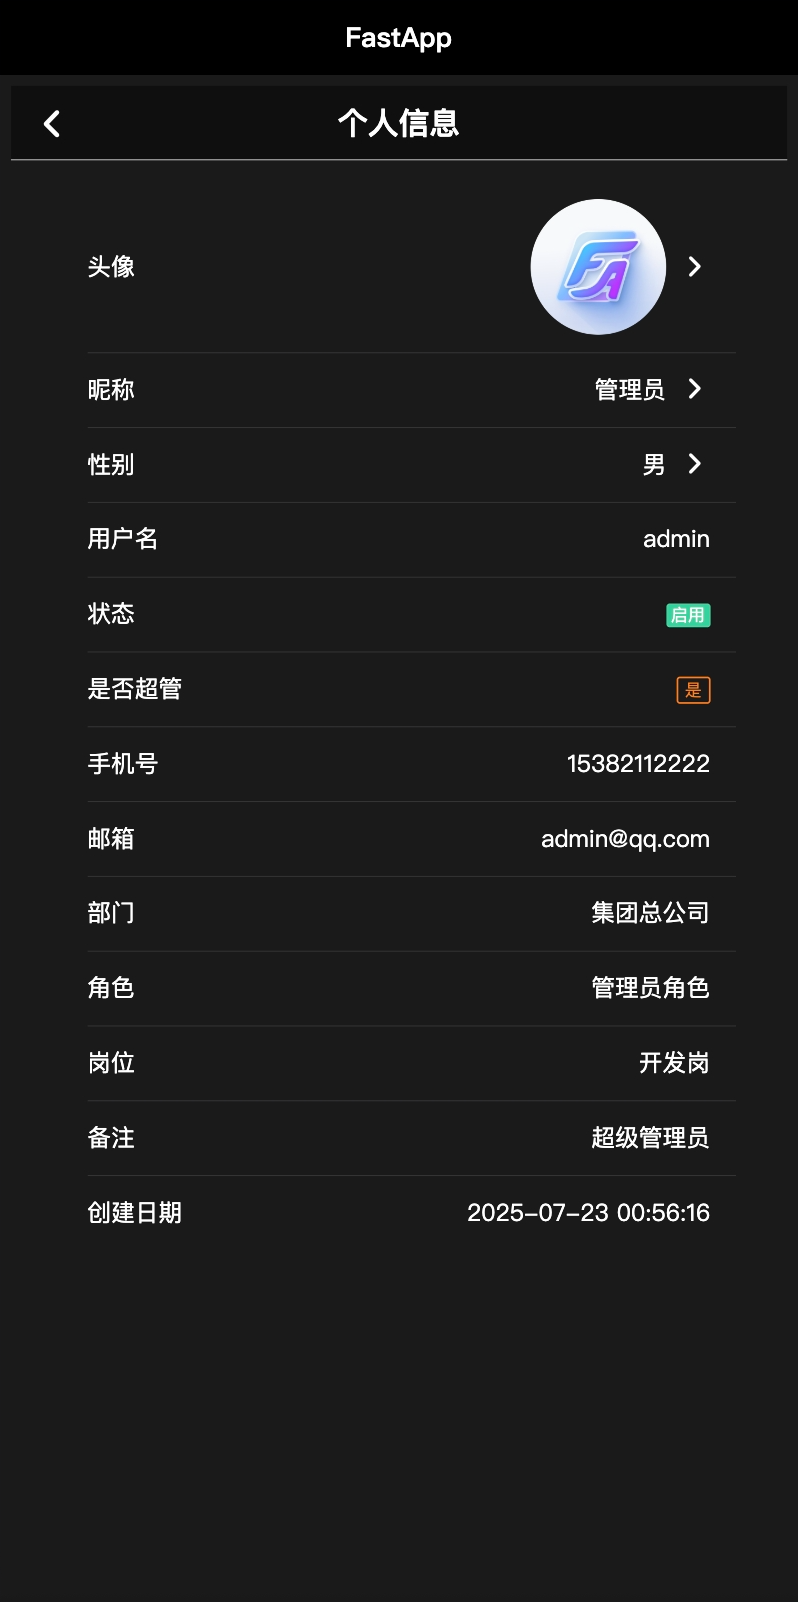 FastApp
个人信息
头像
FA
昵称 管理员
性别 男
用户名 admin
状态 启用
是否超管 是
手机号 15382112222
邮箱 admin@qq.com
部门 集团总公司
角色 管理员角色
岗位 开发岗
备注 超级管理员
创建日期 2025-07-23 00:56:16